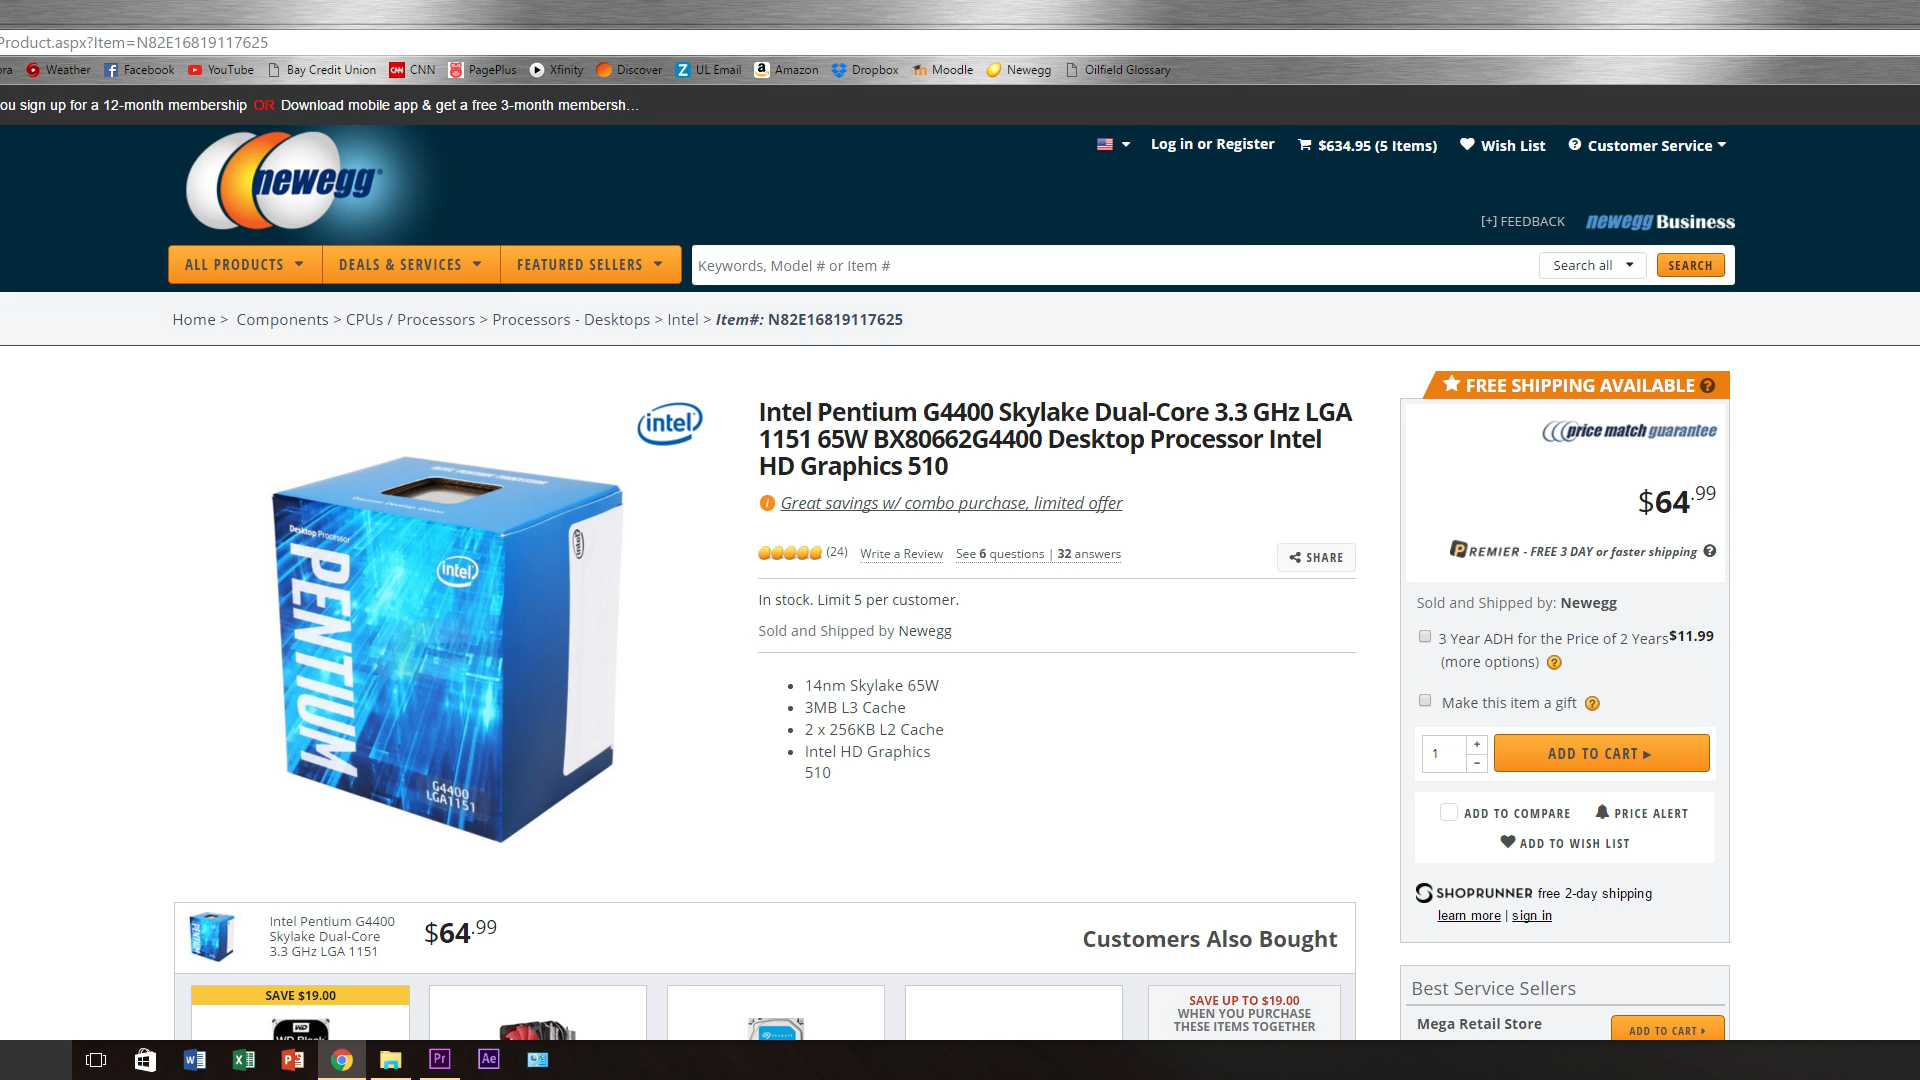 Product.aspx?Item=N82E16819117625
ora Weather Facebook YouTube Bay Credit Union CNN PagePlus Xfinity Discover UL Email Amazon Dropbox Moodle Newegg Oilfield Glossary
ou sign up for a 12-month membership OR Download mobile app & get a free 3-month membersh...
newegg
Log in or Register $634.95 (5 Items) Wish List Customer Service
[+] FEEDBACK newegg Business
ALL PRODUCTS DEALS & SERVICES FEATURED SELLERS Keywords, Model # or Item # Search all SEARCH
Home > Components > CPUs / Processors > Processors - Desktops > Intel > Item#: N82E16819117625
FREE SHIPPING AVAILABLE
intel
Intel Pentium G4400 Skylake Dual-Core 3.3 GHz LGA
1151 65W BX80662G4400 Desktop Processor Intel
HD Graphics 510
Great savings w/ combo purchase, limited offer
(24) Write a Review See 6 questions | 32 answers
SHARE
In stock. Limit 5 per customer.
Sold and Shipped by Newegg
14nm Skylake 65W
3MB L3 Cache
2 x 256KB L2 Cache
Intel HD Graphics
510
Desktop Processor
PENTIUM
intel
intel
G4400
LGA1151
price match guarantee
$64.99
PREMIER - FREE 3 DAY or faster shipping
Sold and Shipped by: Newegg
3 Year ADH for the Price of 2 Years $11.99
(more options)
Make this item a gift
1 + -
ADD TO CART
ADD TO COMPARE PRICE ALERT
ADD TO WISH LIST
SHOPRUNNER free 2-day shipping
learn more | sign in
Intel Pentium G4400
Skylake Dual-Core
3.3 GHz LGA 1151
$64.99
Customers Also Bought
SAVE $19.00
WD
WD Black
SAVE UP TO $19.00
WHEN YOU PURCHASE
THESE ITEMS TOGETHER
Best Service Sellers
Mega Retail Store
ADD TO CART
Pr Ae